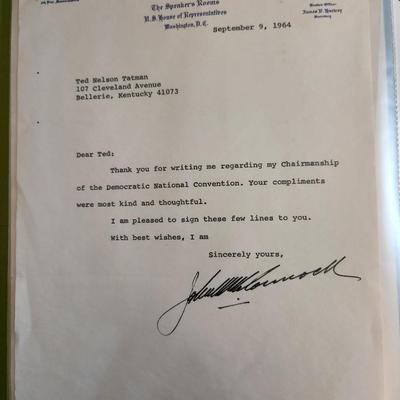 The Speaker's Rooms
U.S. House of Representatives
Washington, D.C.
September 9, 1964
Ted Nelson Tatman
107 Cleveland Avenue
Bellerie, Kentucky 41073
Dear Ted:
Thank you for writing me regarding my Chairmanship
of the Democratic National Convention. Your compliments
were most kind and thoughtful.
I am pleased to sign these few lines to you.
With best wishes, I am
Sincerely yours,
John W McCormack